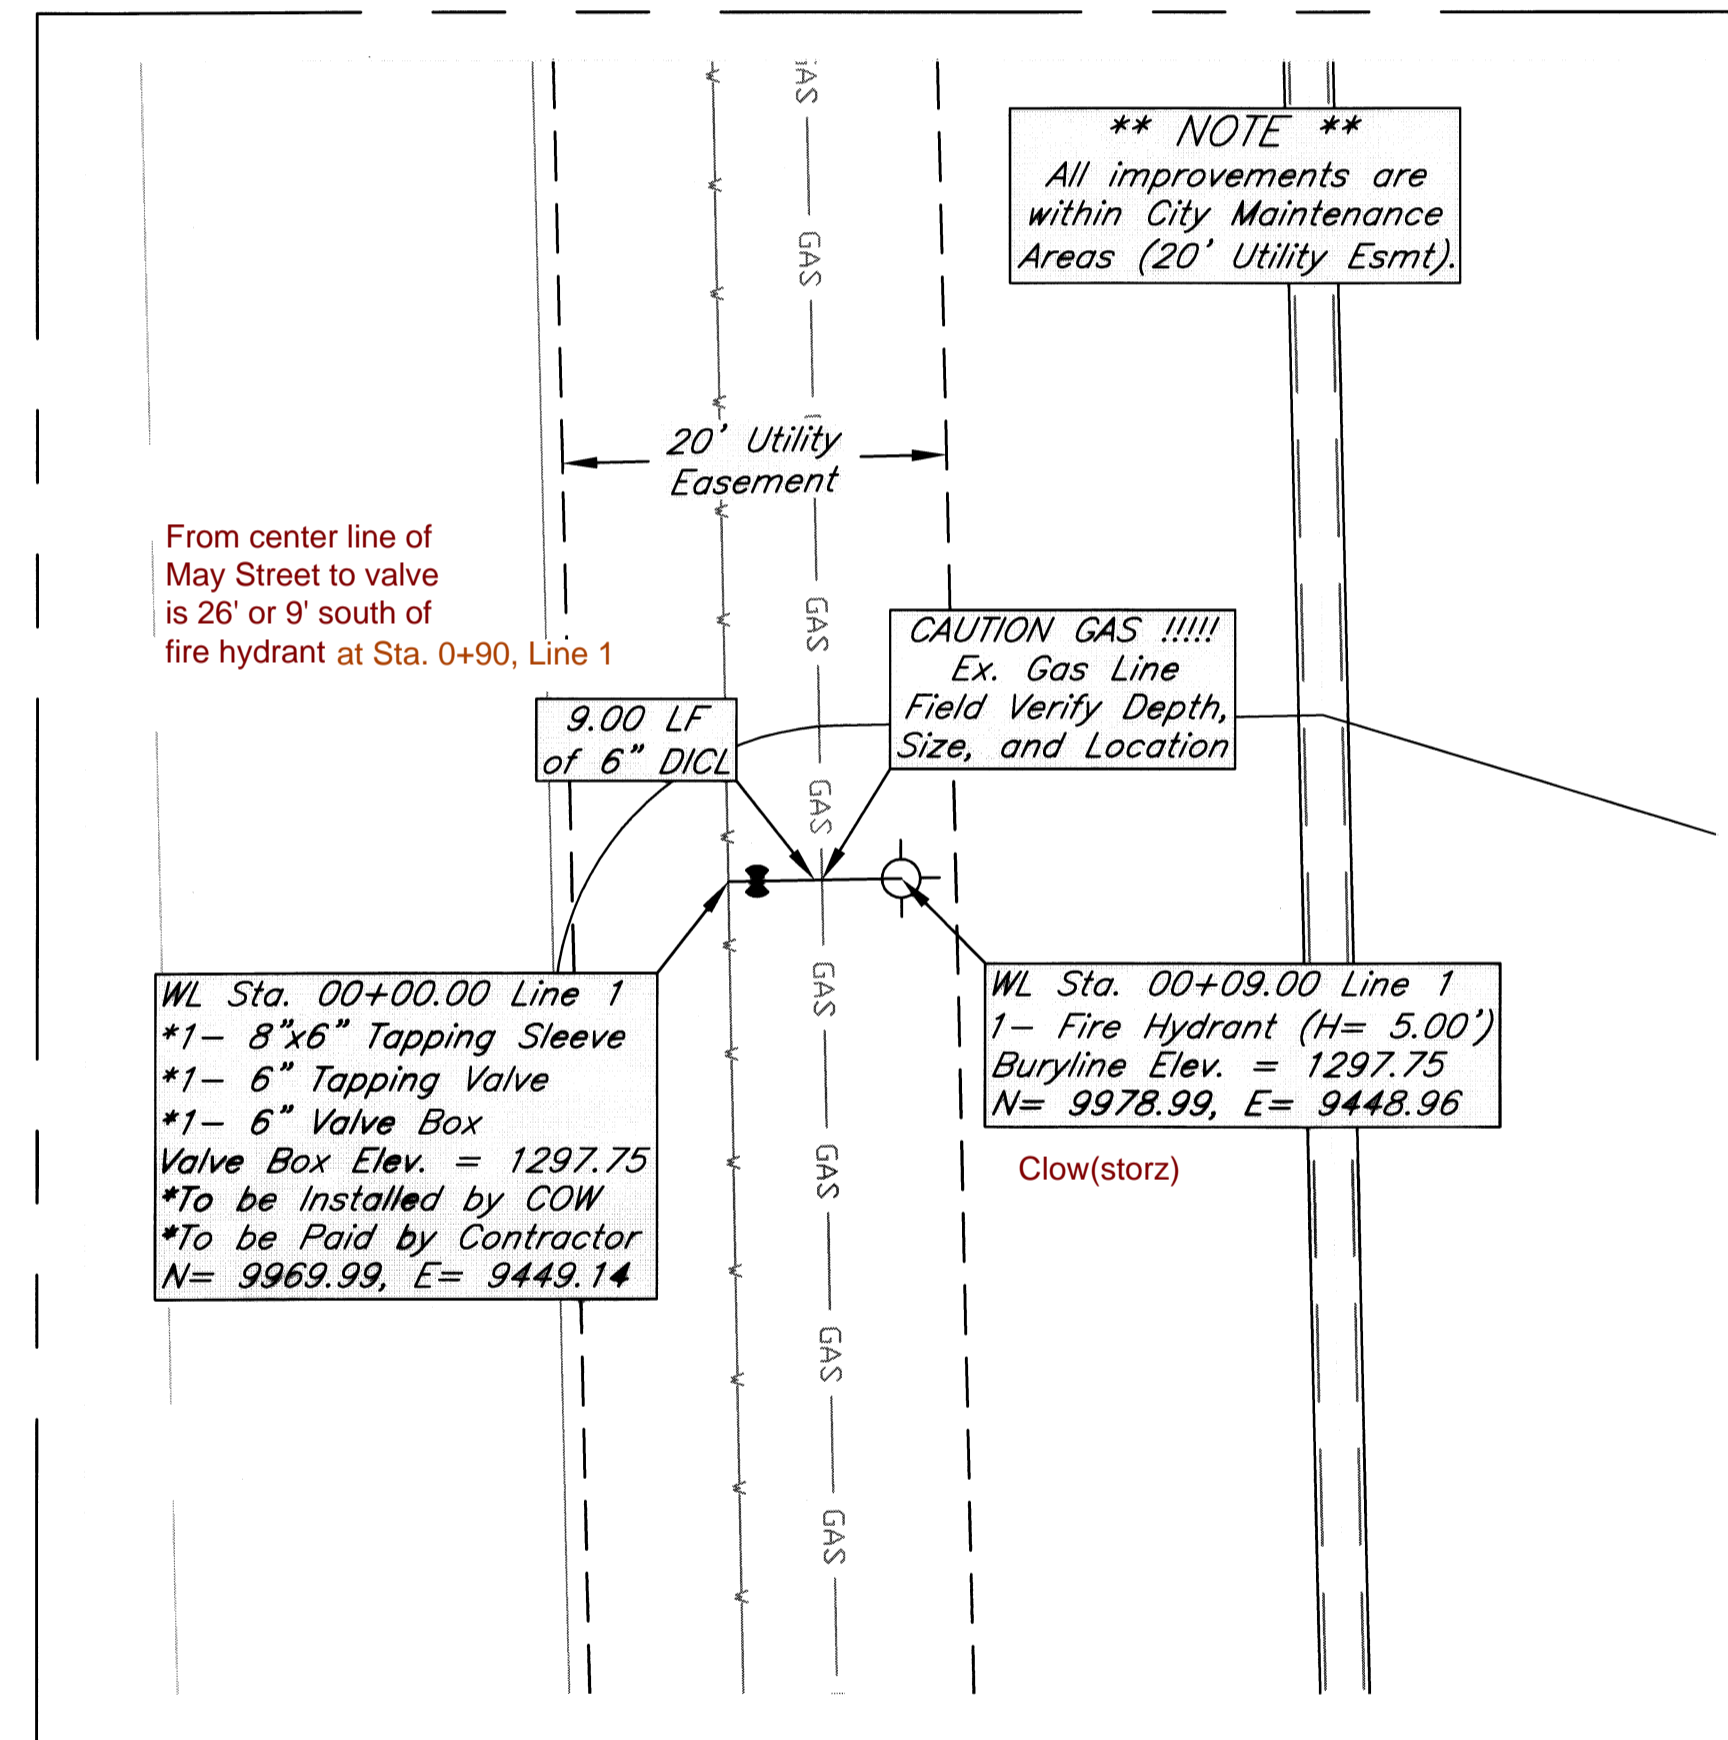 GAS
** NOTE **
All improvements are
within City Maintenance
Areas (20' Utility Esmt).
GAS
20' Utility
Easement
From center line of
May Street to valve
is 26' or 9' south of
fire hydrant at Sta. 0+90, Line 1
GAS
CAUTION GAS !!!!!
Ex. Gas Line
Field Verify Depth,
Size, and Location
9.00 LF
of 6" DICL
GAS
WL Sta. 00+00.00 Line 1
*1- 8"x6" Tapping Sleeve
*1- 6" Tapping Valve
*1- 6" Valve Box
Valve Box Elev. = 1297.75
*To be Installed by COW
*To be Paid by Contractor
N= 9969.99, E= 9449.14
GAS
WL Sta. 00+09.00 Line 1
1- Fire Hydrant (H= 5.00')
Buryline Elev. = 1297.75
N= 9978.99, E= 9448.96
Clow(storz)
GAS
GAS
GAS